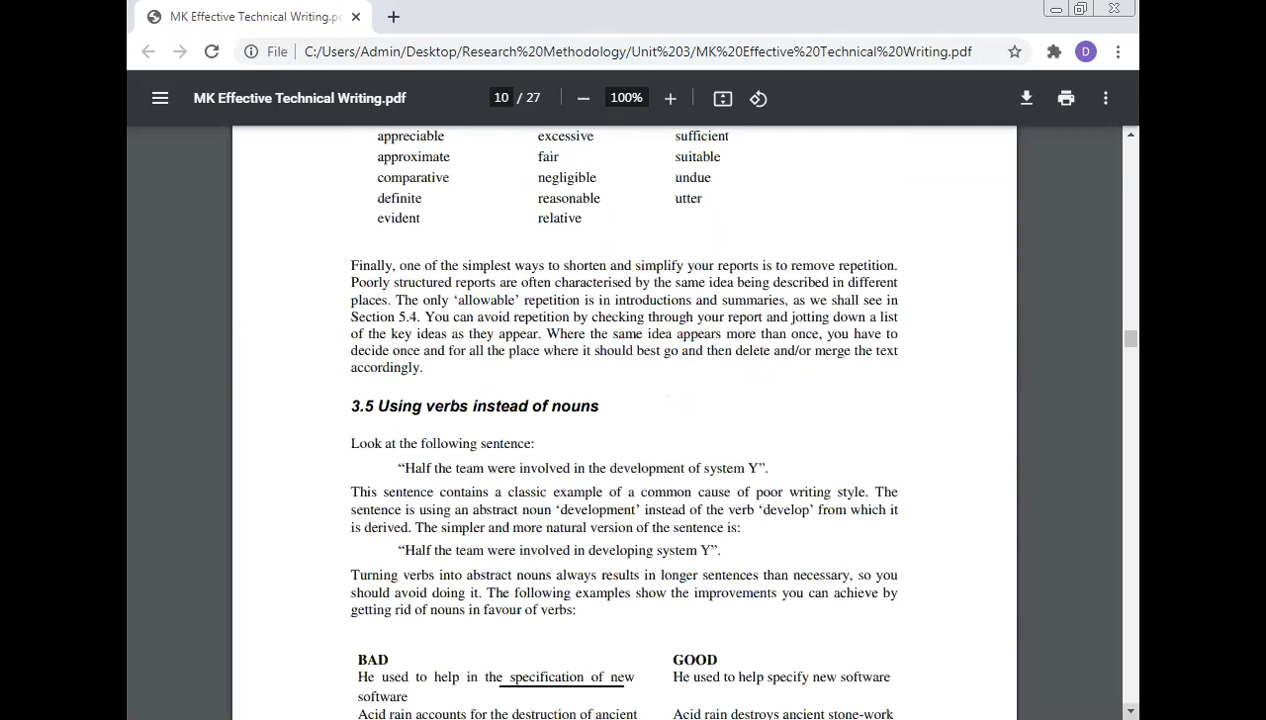 MK Effective Technical Writing.pd
File C:/Users/Admin/Desktop/Research%20Methodology/Unit%203/MK%20Effective%20Technical%20Writing.pdf
D
MK Effective Technical Writing.pdf 10 / 27 100%
appreciable excessive sufficient
approximate fair suitable
comparative negligible undue
definite reasonable utter
evident relative
Finally, one of the simplest ways to shorten and simplify your reports is to remove repetition.
Poorly structured reports are often characterised by the same idea being described in different
places. The only ‘allowable’ repetition is in introductions and summaries, as we shall see in
Section 5.4. You can avoid repetition by checking through your report and jotting down a list
of the key ideas as they appear. Where the same idea appears more than once, you have to
decide once and for all the place where it should best go and then delete and/or merge the text
accordingly.
3.5 Using verbs instead of nouns
Look at the following sentence:
“Half the team were involved in the development of system Y”.
This sentence contains a classic example of a common cause of poor writing style. The
sentence is using an abstract noun ‘development’ instead of the verb ‘develop’ from which it
is derived. The simpler and more natural version of the sentence is:
“Half the team were involved in developing system Y”.
Turning verbs into abstract nouns always results in longer sentences than necessary, so you
should avoid doing it. The following examples show the improvements you can achieve by
getting rid of nouns in favour of verbs:
BAD GOOD
He used to help in the specification of new He used to help specify new software
software
Acid rain accounts for the destruction of ancient Acid rain destroys ancient stone-work